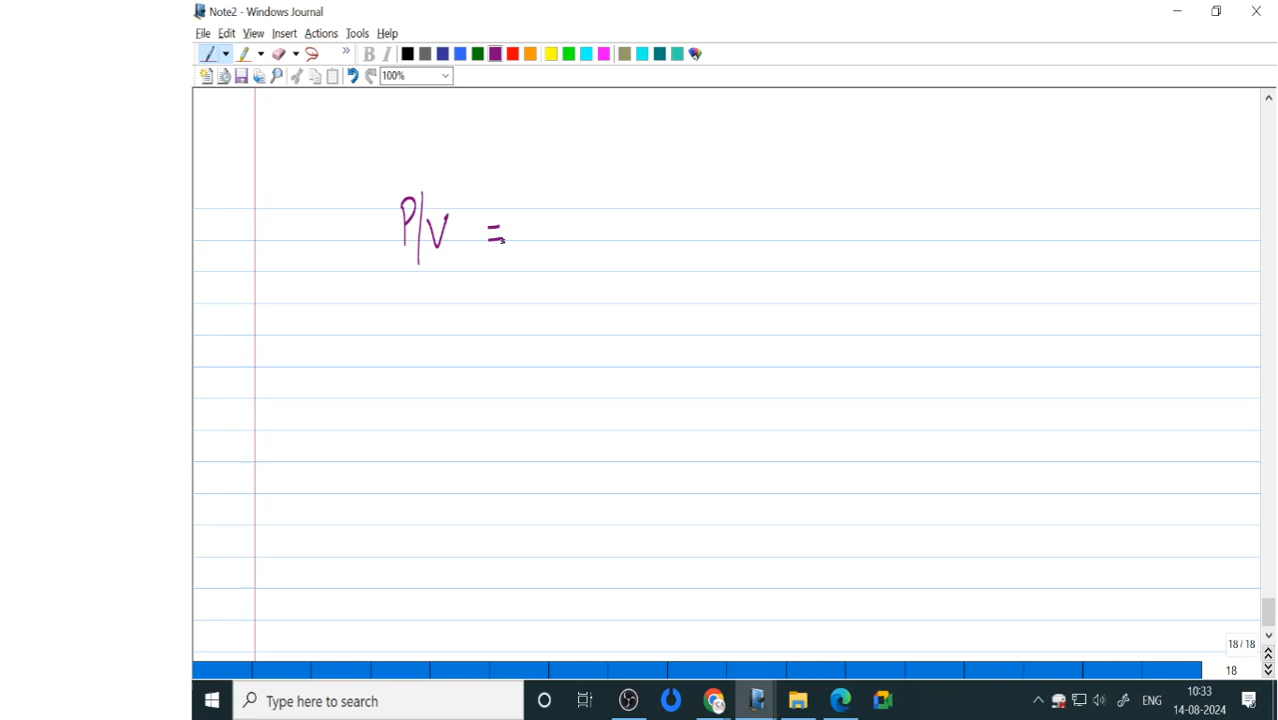 Note2 - Windows Journal
File Edit View Insert Actions Tools Help
» B I
100%
P/V =
18 / 18
18
Type here to search
ENG
10:33
14-08-2024